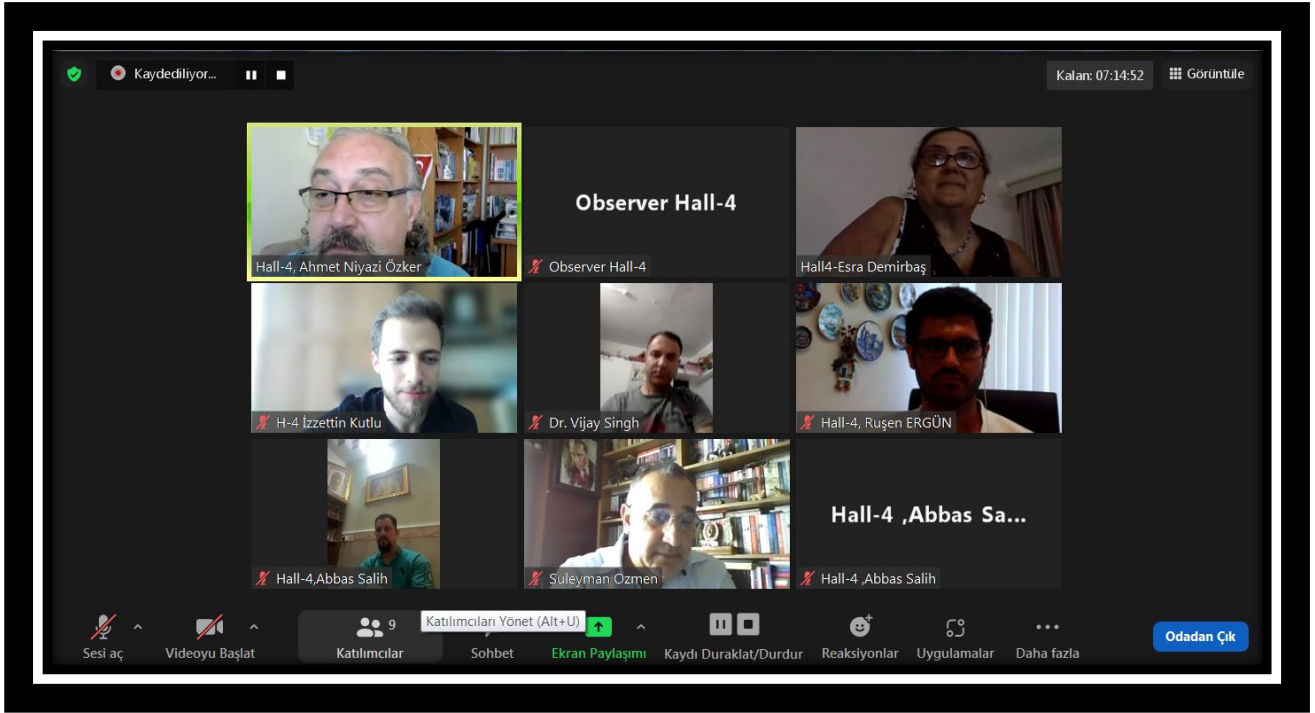 Kaydediliyor...
Kalan: 07:14:52
Görüntüle
Hall-4, Ahmet Niyazi Özker
Observer Hall-4
Observer Hall-4
Hall4-Esra Demirbaş
H-4 İzzettin Kutlu
Dr. Vijay Singh
Hall-4, Ruşen ERGÜN
Hall-4,Abbas Salih
Suleyman Ozmen
Hall-4 ,Abbas Sa...
Hall-4 ,Abbas Salih
9
Katılımcıları Yönet (Alt+U)
Sesi aç
Videoyu Başlat
Katılımcılar
Sohbet
Ekran Paylaşımı
Kaydı Duraklat/Durdur
Reaksiyonlar
Uygulamalar
Daha fazla
Odadan Çık